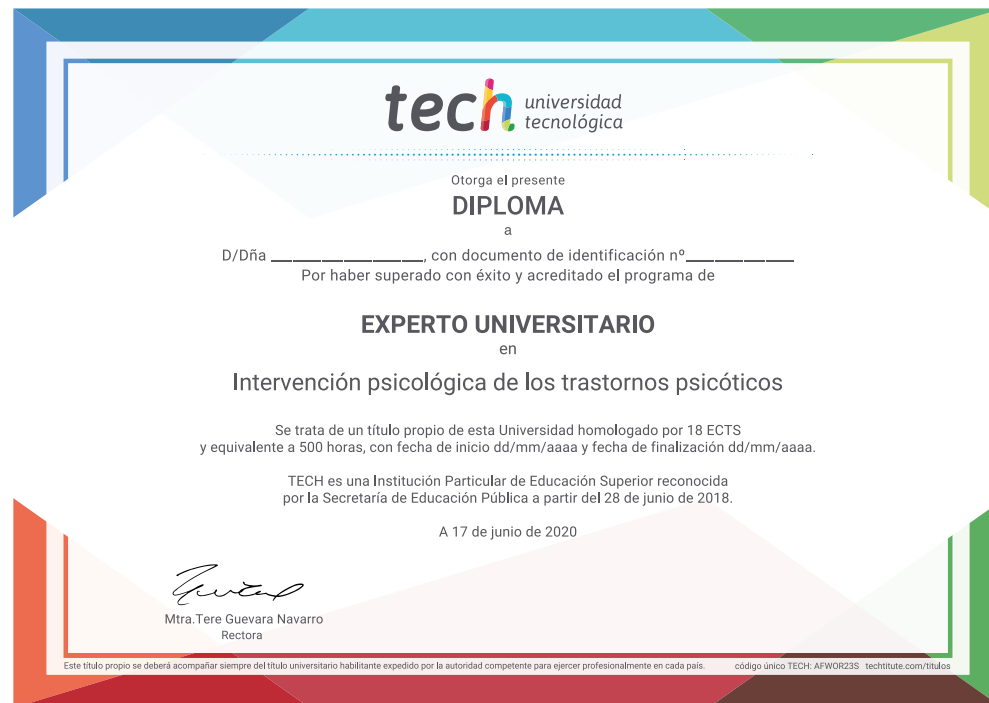 tech universidad
tecnológica
Otorga el presente
DIPLOMA
a
D/Dña ______________, con documento de identificación nº__________
Por haber superado con éxito y acreditado el programa de
EXPERTO UNIVERSITARIO
en
Intervención psicológica de los trastornos psicóticos
Se trata de un título propio de esta Universidad homologado por 18 ECTS
y equivalente a 500 horas, con fecha de inicio dd/mm/aaaa y fecha de finalización dd/mm/aaaa.
TECH es una Institución Particular de Educación Superior reconocida
por la Secretaría de Educación Pública a partir del 28 de junio de 2018.
A 17 de junio de 2020
Mtra.Tere Guevara Navarro
Rectora
Este título propio se deberá acompañar siempre del título universitario habilitante expedido por la autoridad competente para ejercer profesionalmente en cada país. código único TECH: AFWOR23S techtitute.com/titulos